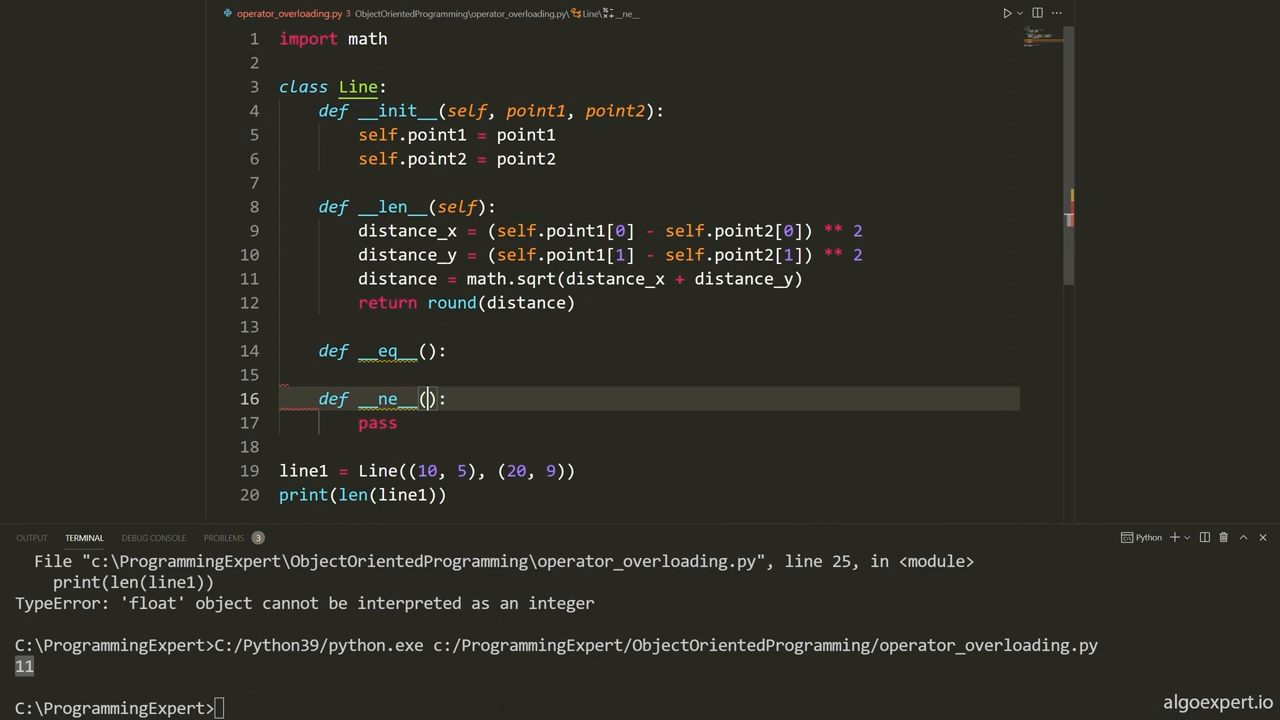 operator_overloading.py 3 ObjectOrientedProgramming\operator_overloading.py\Line\__ne__
1 import math
2
3 class Line:
4     def __init__(self, point1, point2):
5         self.point1 = point1
6         self.point2 = point2
7
8     def __len__(self):
9         distance_x = (self.point1[0] - self.point2[0]) ** 2
10         distance_y = (self.point1[1] - self.point2[1]) ** 2
11         distance = math.sqrt(distance_x + distance_y)
12         return round(distance)
13
14     def __eq__():
15
16     def __ne__():
17         pass
18
19 line1 = Line((10, 5), (20, 9))
20 print(len(line1))
OUTPUT TERMINAL DEBUG CONSOLE PROBLEMS 3 Python
File "c:\ProgrammingExpert\ObjectOrientedProgramming\operator_overloading.py", line 25, in <module>
print(len(line1))
TypeError: 'float' object cannot be interpreted as an integer
C:\ProgrammingExpert>C:/Python39/python.exe c:/ProgrammingExpert/ObjectOrientedProgramming/operator_overloading.py
11
C:\ProgrammingExpert>
algoexpert.io